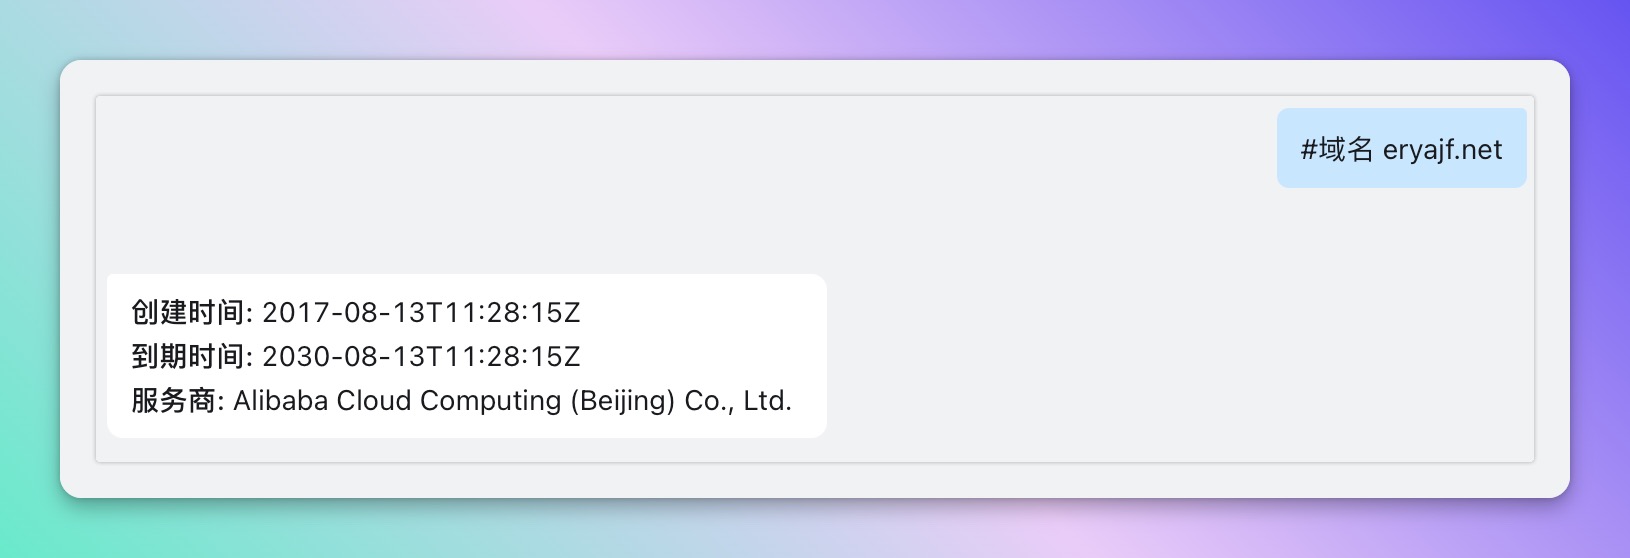 #域名 eryajf.net
创建时间: 2017-08-13T11:28:15Z
到期时间: 2030-08-13T11:28:15Z
服务商: Alibaba Cloud Computing (Beijing) Co., Ltd.